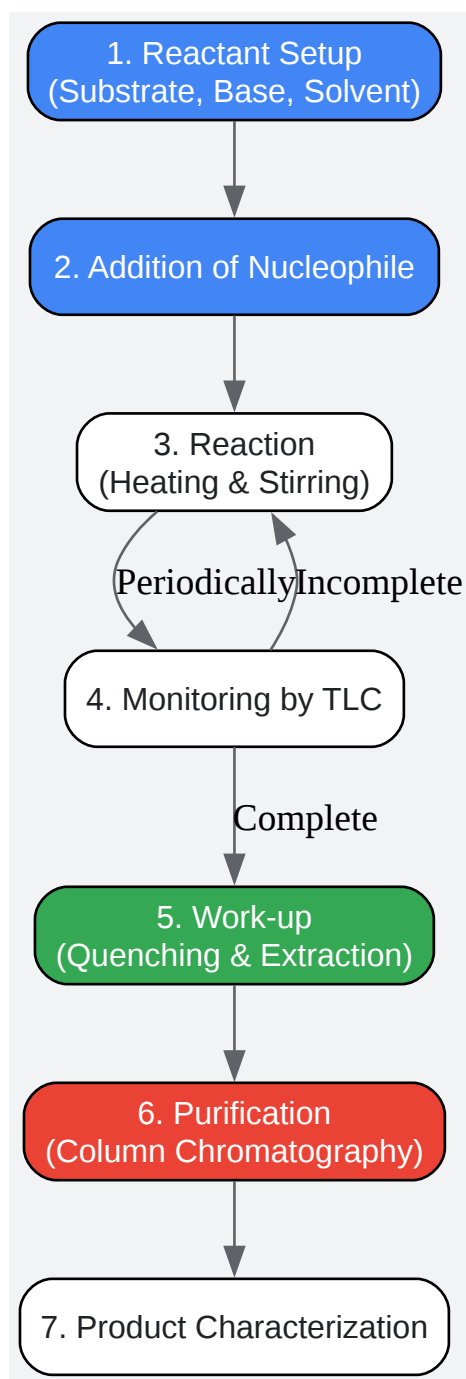 1. Reactant Setup
(Substrate, Base, Solvent)
2. Addition of Nucleophile
3. Reaction
(Heating & Stirring)
Periodically
Incomplete
4. Monitoring by TLC
Complete
5. Work-up
(Quenching & Extraction)
6. Purification
(Column Chromatography)
7. Product Characterization